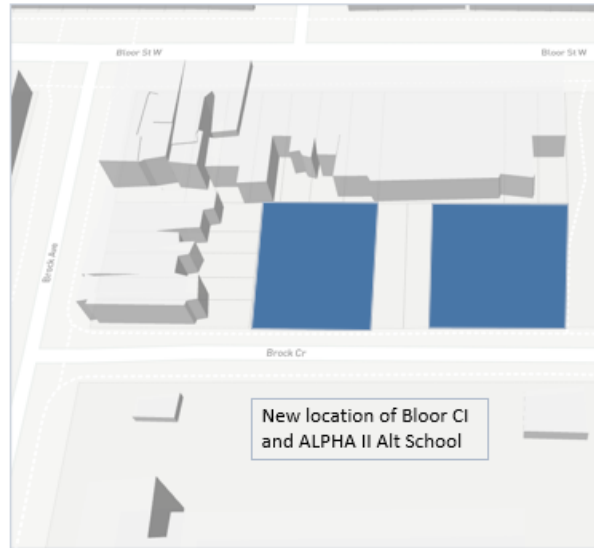 Bloor St W
Bloor St W
Brock Ave
Brock Cr
New location of Bloor CI
and ALPHA II Alt School